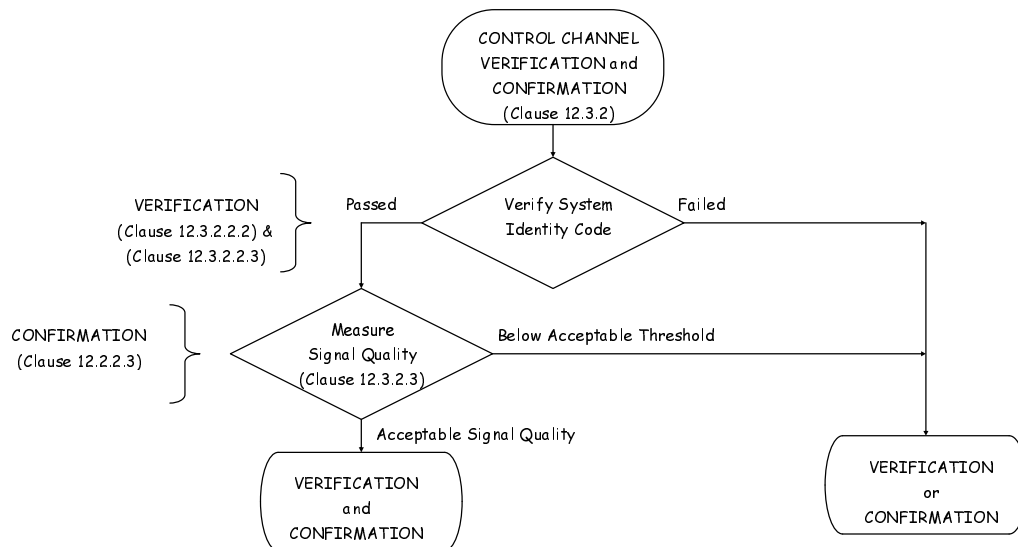 CONTROL CHANNEL
VERIFICATION and
CONFIRMATION
(Clause 12.3.2)
Verify System
Identity Code
Passed
Failed
VERIFICATION
(Clause 12.3.2.2.2) &
(Clause 12.3.2.2.3)
Measure
Signal Quality
(Clause 12.3.2.3)
Below Acceptable Threshold
CONFIRMATION
(Clause 12.2.2.3)
Acceptable Signal Quality
VERIFICATION
and
CONFIRMATION
VERIFICATION
or
CONFIRMATION